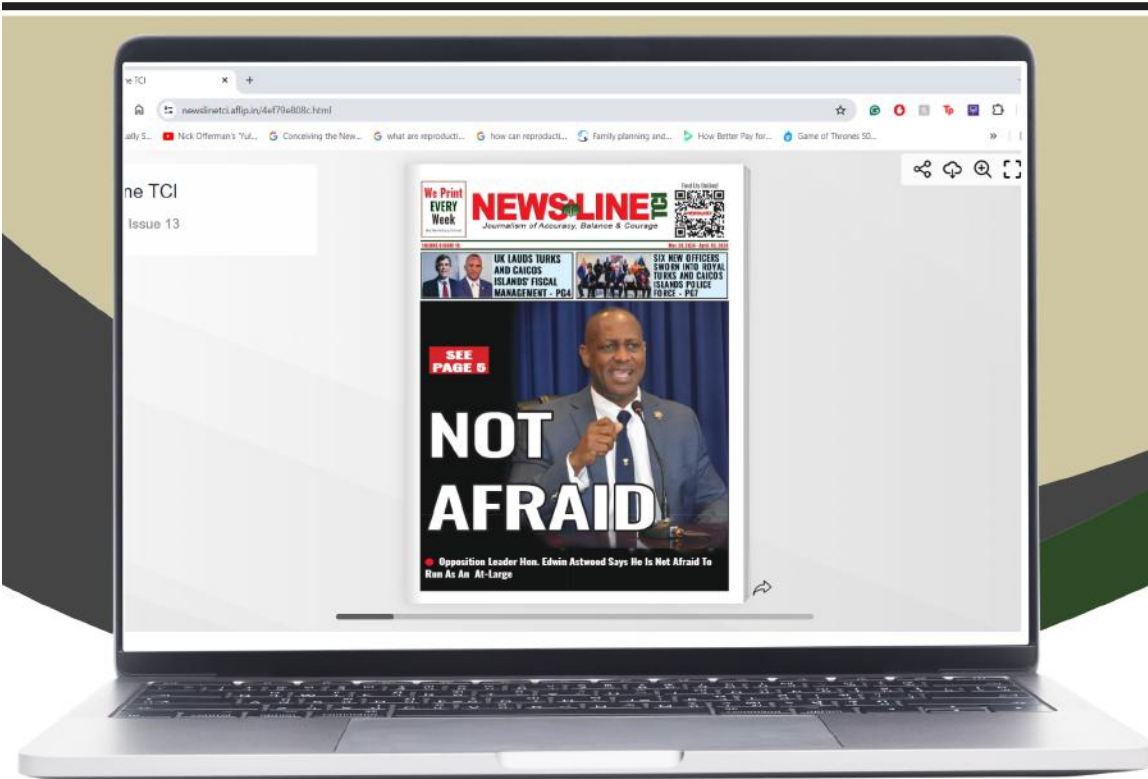 ne TCI
newslinetci.aflip.in/4ef79e808c.html
ally S...
Nick Offerman's "Yul...
Conceiving the New...
what are reproducti...
how can reproducti...
Family planning and...
How Better Pay for...
Game of Thrones S0...
ne TCI
Issue 13
We Print
EVERY
Week
NEWSLINE TCI
Journalism of Accuracy, Balance & Courage
Find Us Online!
UK LAUDS TURKS
AND CAICOS
ISLANDS' FISCAL
MANAGEMENT - PG4
SIX NEW OFFICERS
SWORN INTO ROYAL
TURKS AND CAICOS
ISLANDS POLICE
FORCE - PG7
SEE
PAGE 5
NOT
AFRAID
Opposition Leader Hon. Edwin Astwood Says He Is Not Afraid To
Run As An At-Large